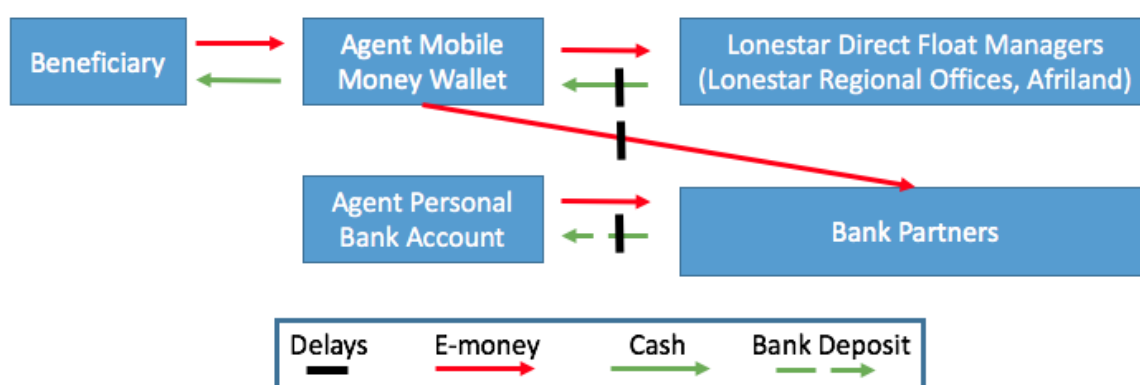 Beneficiary
Agent Mobile
Money Wallet
Lonestar Direct Float Managers
(Lonestar Regional Offices, Afriland)
Agent Personal
Bank Account
Bank Partners
Delays E-money Cash Bank Deposit